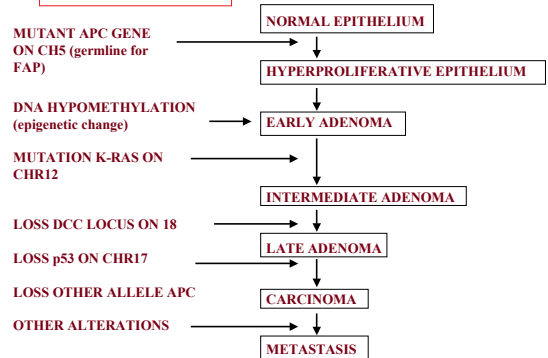 NORMAL EPITHELIUM
MUTANT APC GENE
ON CH5 (germline for
FAP)
HYPERPROLIFERATIVE EPITHELIUM
DNA HYPOMETHYLATION
(epigenetic change)
EARLY ADENOMA
MUTATION K-RAS ON
CHR12
INTERMEDIATE ADENOMA
LOSS DCC LOCUS ON 18
LATE ADENOMA
LOSS p53 ON CHR17
LOSS OTHER ALLELE APC
CARCINOMA
OTHER ALTERATIONS
METASTASIS